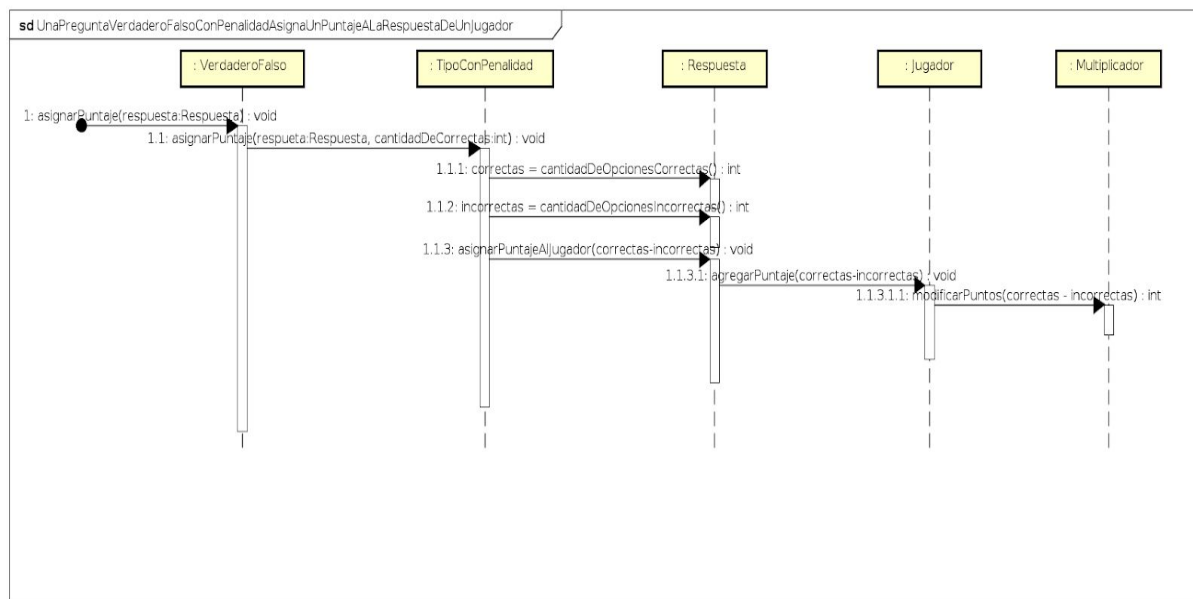 sd UnaPreguntaVerdaderoFalsoConPenalidadAsignaUnPuntajeALaRespuestaDeUnJugador
: VerdaderoFalso
: TipoConPenalidad
: Respuesta
: Jugador
: Multiplicador
1: asignarPuntaje(respuesta:Respuesta) : void
1.1: asignarPuntaje(respueta:Respuesta, cantidadDeCorrectas:int) : void
1.1.1: correctas = cantidadDeOpcionesCorrectas() : int
1.1.2: incorrectas = cantidadDeOpcionesIncorrectas() : int
1.1.3: asignarPuntajeAlJugador(correctas-incorrectas) : void
1.1.3.1: agregarPuntaje(correctas-incorrectas) : void
1.1.3.1.1: modificarPuntos(correctas - incorrectas) : int